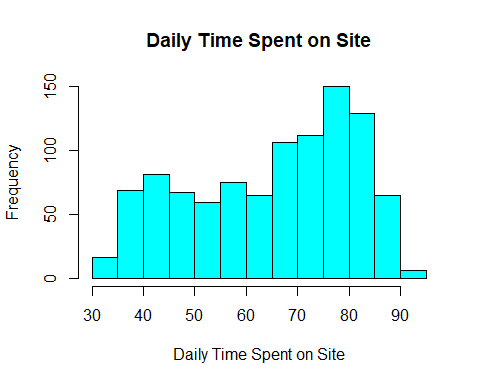 Daily Time Spent on Site
Frequency
150
100
50
0
30 40 50 60 70 80 90
Daily Time Spent on Site